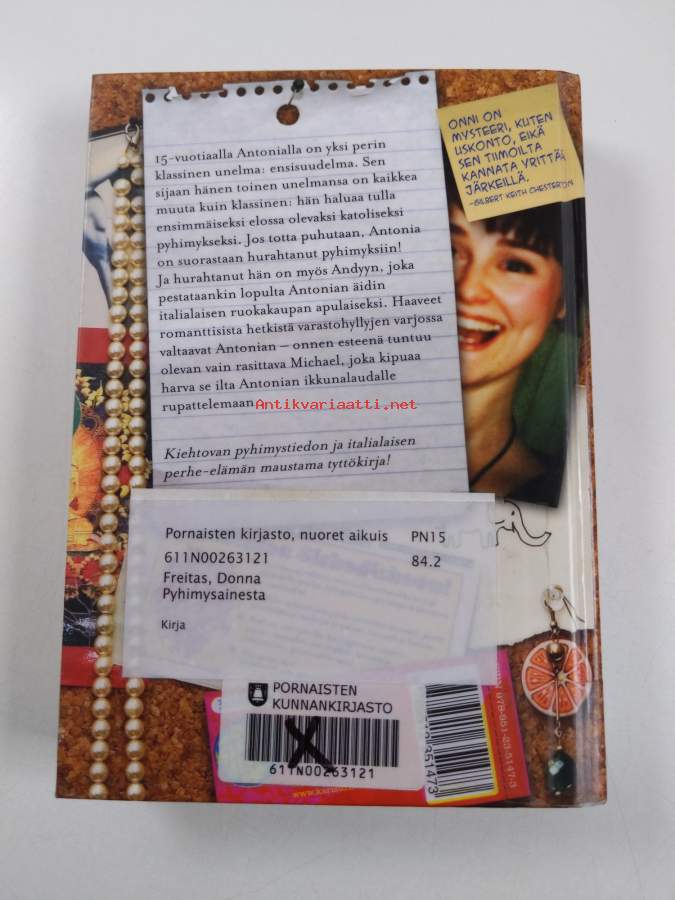 ONNI ON
MYSTEERI, KUTEN
USKONTO, EIKÄ
SEN TIIMOILTA
KANNATA YRITTÄÄ
JÄRKEILLÄ.
–GILBERT KEITH CHESTERTON
15-vuotiaalla Antonialla on yksi perin
klassinen unelma: ensisuudelma. Sen
sijaan hänen toinen unelmansa on kaikkea
muuta kuin klassinen: hän haluaa tulla
ensimmäiseksi elossa olevaksi katoliseksi
pyhimykseksi. Jos totta puhutaan, Antonia
on suorastaan hurahtanut pyhimyksiin!
Ja hurahtanut hän on myös Andyyn, joka
pestataankin lopulta Antonian äidin
italialaisen ruokakaupan apulaiseksi. Haaveet
romanttisista hetkistä varastohyllyjen varjossa
valtaavat Antonian – onnen esteenä tuntuu
olevan vain rasittava Michael, joka kipuaa
harva se ilta Antonian ikkunalaudalle
rupattelemaan
Antikvariaatti.net
Kiehtovan pyhimystiedon ja italialaisen
perhe-elämän maustama tyttökirja!
Pornaisten kirjasto, nuoret aikuis PN15
611N00263121 84.2
Freitas, Donna
Pyhimysainesta
Kirja
PORNAISTEN
KUNNANKIRJASTO
611N00263121